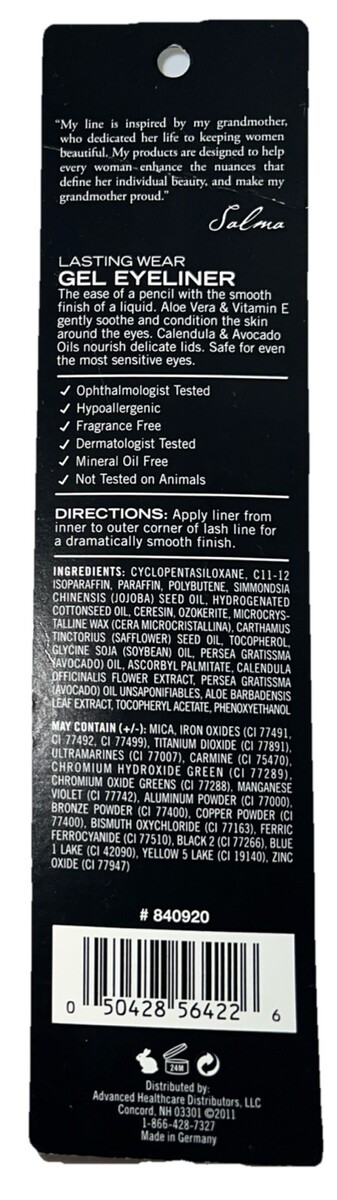 “My line is inspired by my grandmother,
who dedicated her life to keeping women
beautiful. My products are designed to help
every woman enhance the nuances that
define her individual beauty, and make my
grandmother proud.”
Salma
LASTING WEAR
GEL EYELINER
The ease of a pencil with the smooth
finish of a liquid. Aloe Vera & Vitamin E
gently soothe and condition the skin
around the eyes. Calendula & Avocado
Oils nourish delicate lids. Safe for even
the most sensitive eyes.
✓ Ophthalmologist Tested
✓ Hypoallergenic
✓ Fragrance Free
✓ Dermatologist Tested
✓ Mineral Oil Free
✓ Not Tested on Animals
DIRECTIONS: Apply liner from
inner to outer corner of lash line for
a dramatically smooth finish.
INGREDIENTS: CYCLOPENTASILOXANE, C11-12
ISOPARAFFIN, PARAFFIN, POLYBUTENE, SIMMONDSIA
CHINENSIS (JOJOBA) SEED OIL, HYDROGENATED
COTTONSEED OIL, CERESIN, OZOKERITE, MICROCRYS-
TALLINE WAX (CERA MICROCRISTALLINA), CARTHAMUS
TINCTORIUS (SAFFLOWER) SEED OIL, TOCOPHEROL,
GLYCINE SOJA (SOYBEAN) OIL, PERSEA GRATISSMA
(AVOCADO) OIL, ASCORBYL PALMITATE, CALENDULA
OFFICINALIS FLOWER EXTRACT, PERSEA GRATISSMA
(AVOCADO) OIL UNSAPONIFIABLES, ALOE BARBADENSIS
LEAF EXTRACT, TOCOPHERYL ACETATE, PHENOXYETHANOL
MAY CONTAIN (+/-): MICA, IRON OXIDES (CI 77491,
CI 77492, CI 77499), TITANIUM DIOXIDE (CI 77891),
ULTRAMARINES (CI 77007), CARMINE (CI 75470),
CHROMIUM HYDROXIDE GREEN (CI 77289),
CHROMIUM OXIDE GREENS (CI 77288), MANGANESE
VIOLET (CI 77742), ALUMINUM POWDER (CI 77000),
BRONZE POWDER (CI 77400), COPPER POWDER (CI
77400), BISMUTH OXYCHLORIDE (CI 77163), FERRIC
FERROCYANIDE (CI 77510), BLACK 2 (CI 77266), BLUE
1 LAKE (CI 42090), YELLOW 5 LAKE (CI 19140), ZINC
OXIDE (CI 77947)
# 840920
0 50428 56422 6
24M
Distributed by:
Advanced Healthcare Distributors, LLC
Concord, NH 03301 ©2011
1-866-428-7327
Made in Germany